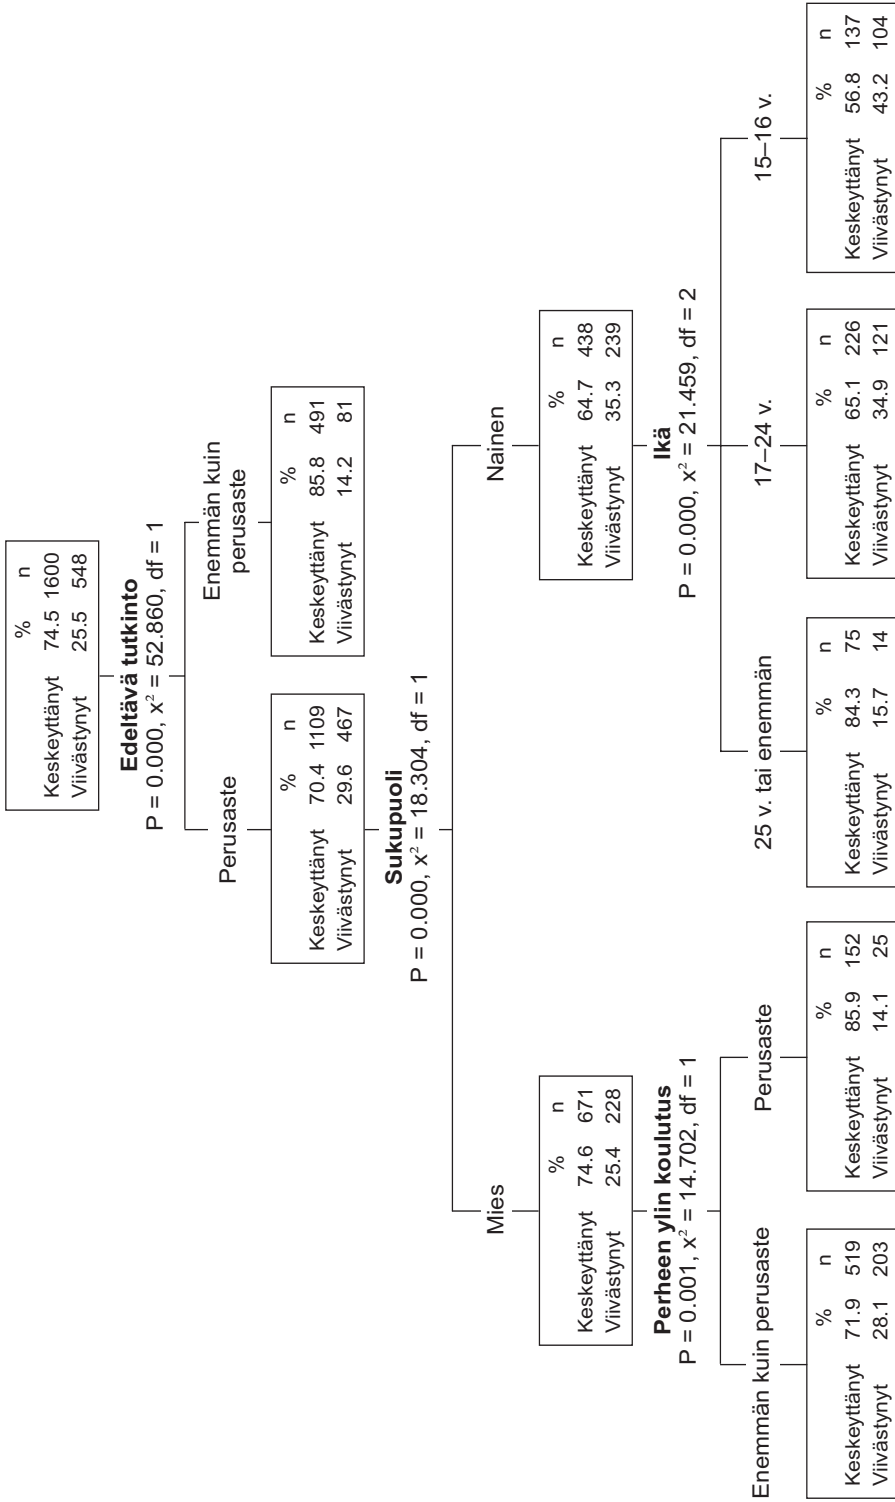 % n
Keskeyttänyt 74.5 1600
Viivästynyt 25.5 548
Edeltävä tutkinto
P = 0.000, x² = 52.860, df = 1
Perusaste
% n
Keskeyttänyt 70.4 1109
Viivästynyt 29.6 467
Enemmän kuin
perusaste
% n
Keskeyttänyt 85.8 491
Viivästynyt 14.2 81
Sukupuoli
P = 0.000, x² = 18.304, df = 1
Mies
% n
Keskeyttänyt 74.6 671
Viivästynyt 25.4 228
Nainen
% n
Keskeyttänyt 64.7 438
Viivästynyt 35.3 239
Perheen ylin koulutus
P = 0.001, x² = 14.702, df = 1
Ikä
P = 0.000, x² = 21.459, df = 2
Enemmän kuin perusaste
% n
Keskeyttänyt 71.9 519
Viivästynyt 28.1 203
Perusaste
% n
Keskeyttänyt 85.9 152
Viivästynyt 14.1 25
25 v. tai enemmän
% n
Keskeyttänyt 84.3 75
Viivästynyt 15.7 14
17–24 v.
% n
Keskeyttänyt 65.1 226
Viivästynyt 34.9 121
15–16 v.
% n
Keskeyttänyt 56.8 137
Viivästynyt 43.2 104